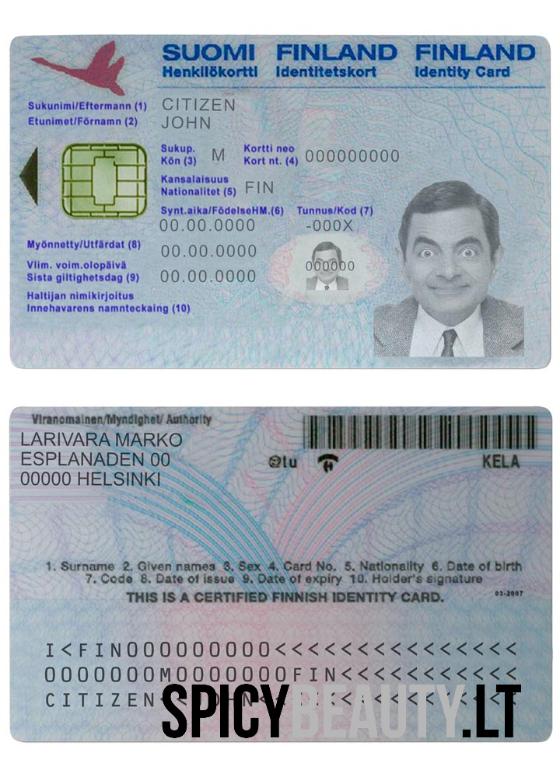 SUOMI FINLAND FINLAND
Henkilökortti Identitetskort Identity Card
Sukunimi/Eftermann (1) CITIZEN
Etunimet/Förnamn (2) JOHN
Sukup. Kortti neo
Kön (3) M Kort nt. (4) 000000000
Kansalaisuus
Nationalitet (5) FIN
Synt.aika/FödelseHM.(6) Tunnus/Kod (7)
00.00.0000 -000X
Myönnetty/Utfärdat (8) 00.00.0000
000000
Vlim. voim.olopäivä
Sista giltighetsdag (9) 00.00.0000
Haltijan nimikirjoitus
Innehavarens namnteckaing (10)
Viranomainen/Myndighet/ Authority
LARIVARA MARKO
ESPLANADEN 00
00000 HELSINKI
KELA
1. Surname 2. Given names 3. Sex 4. Card No. 5. Nationality 6. Date of birth
7. Code 8. Date of issue 9. Date of expiry 10. Holder's signature
THIS IS A CERTIFIED FINNISH IDENTITY CARD. 03-2007
I<FIN0000000000<<<<<<<<<<<<<<<
0000000M0000000FIN<<<<<<<<<<<
SPICYBEAUTY.LT